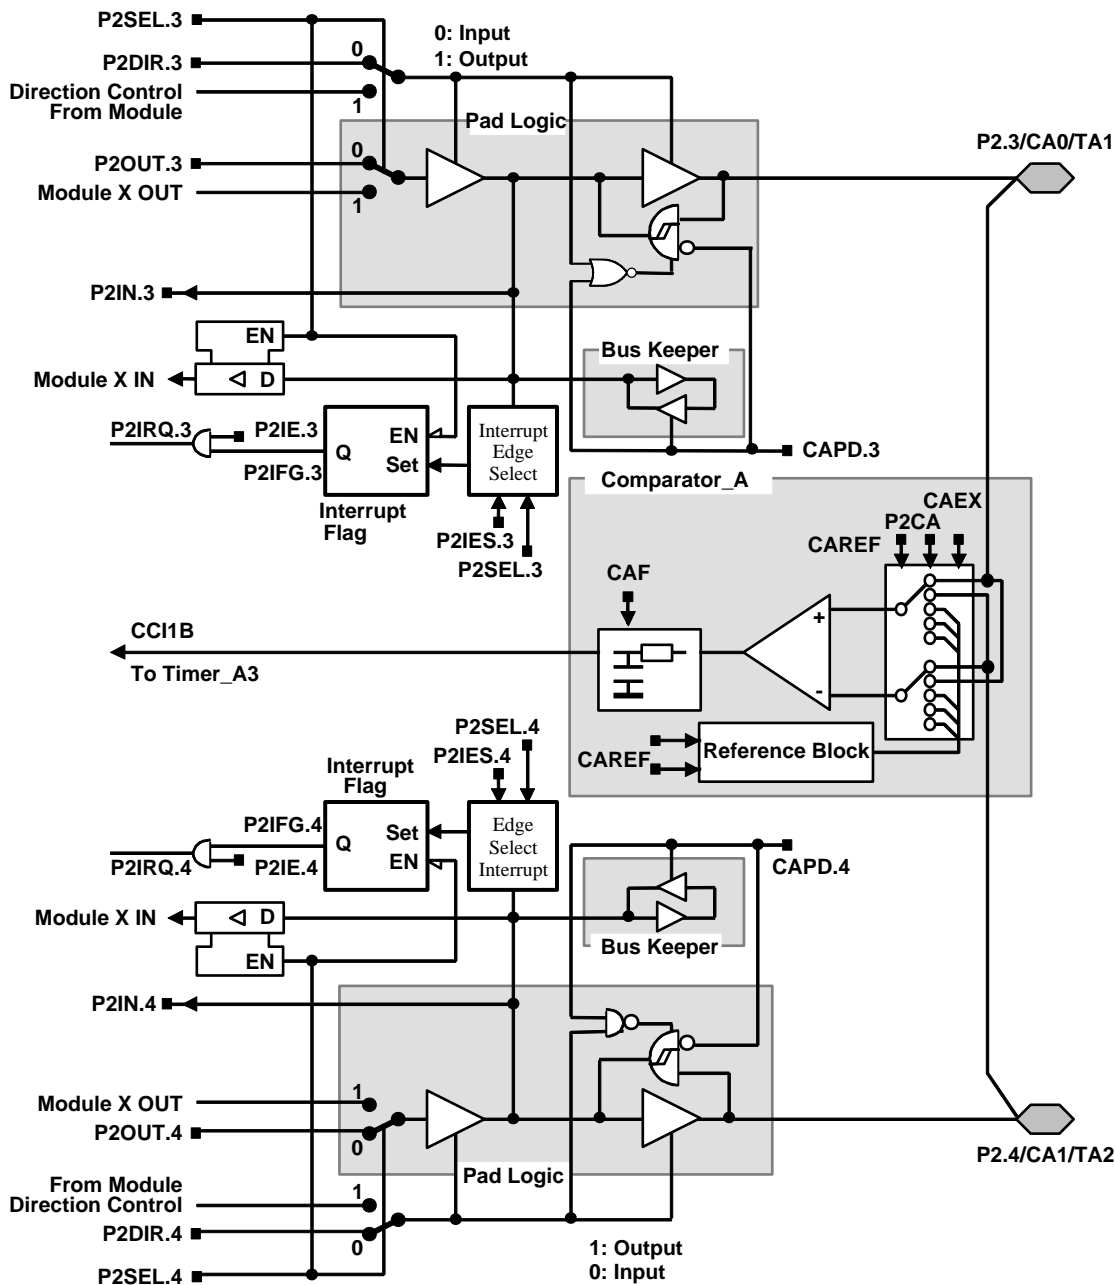 P2SEL.3
0: Input
1: Output
P2DIR.3
0
Direction Control
From Module
1
Pad Logic
P2.3/CA0/TA1
P2OUT.3
0
Module X OUT
1
P2IN.3
EN
Bus Keeper
Module X IN
D
P2IRQ.3
P2IE.3
P2IFG.3
Q
EN
Set
Interrupt
Edge
Select
CAPD.3
Interrupt
Flag
P2IES.3
P2SEL.3
Comparator_A
CAEX
P2CA
CAREF
CAF
CCI1B
To Timer_A3
+
-
Reference Block
CAREF
P2SEL.4
P2IES.4
Interrupt
Flag
P2IFG.4
P2IRQ.4
P2IE.4
Q
Set
EN
Edge
Select
Interrupt
CAPD.4
Module X IN
D
EN
Bus Keeper
P2IN.4
Module X OUT
1
P2OUT.4
0
Pad Logic
P2.4/CA1/TA2
From Module
Direction Control
1
P2DIR.4
0
1: Output
0: Input
P2SEL.4